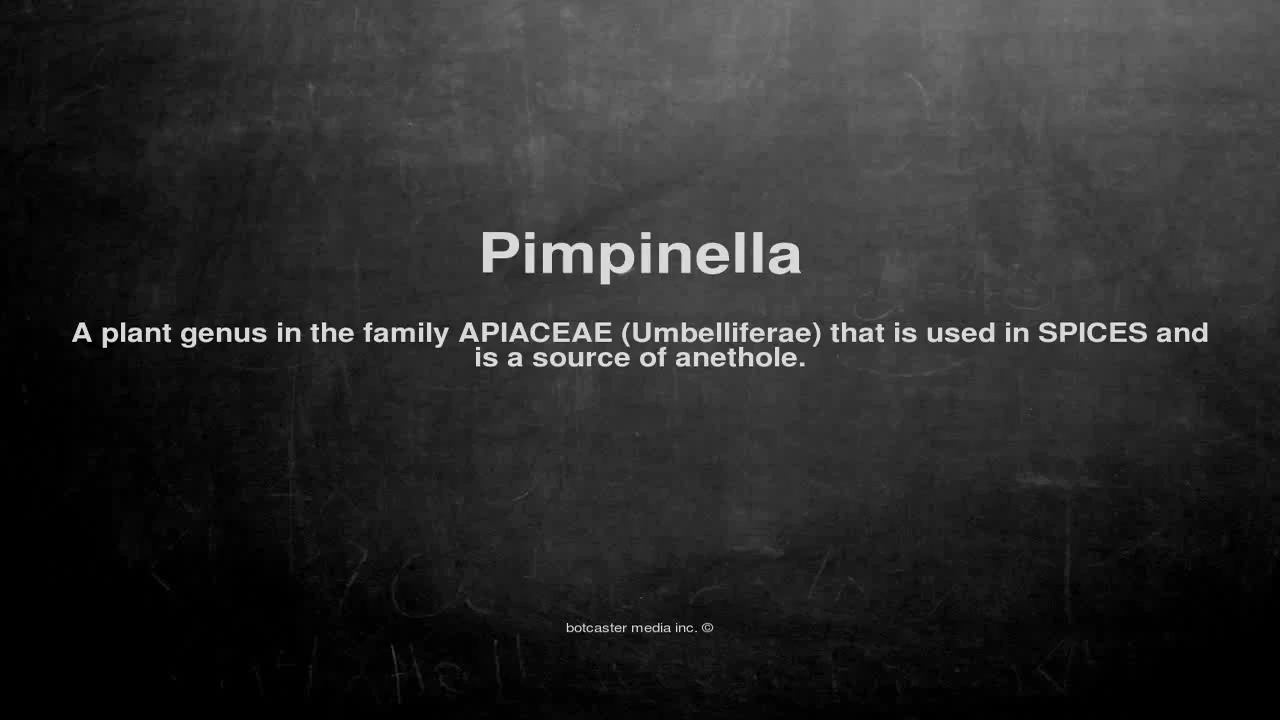 Pimpinella
A plant genus in the family APIACEAE (Umbelliferae) that is used in SPICES and
is a source of anethole.
botcaster media inc. ©